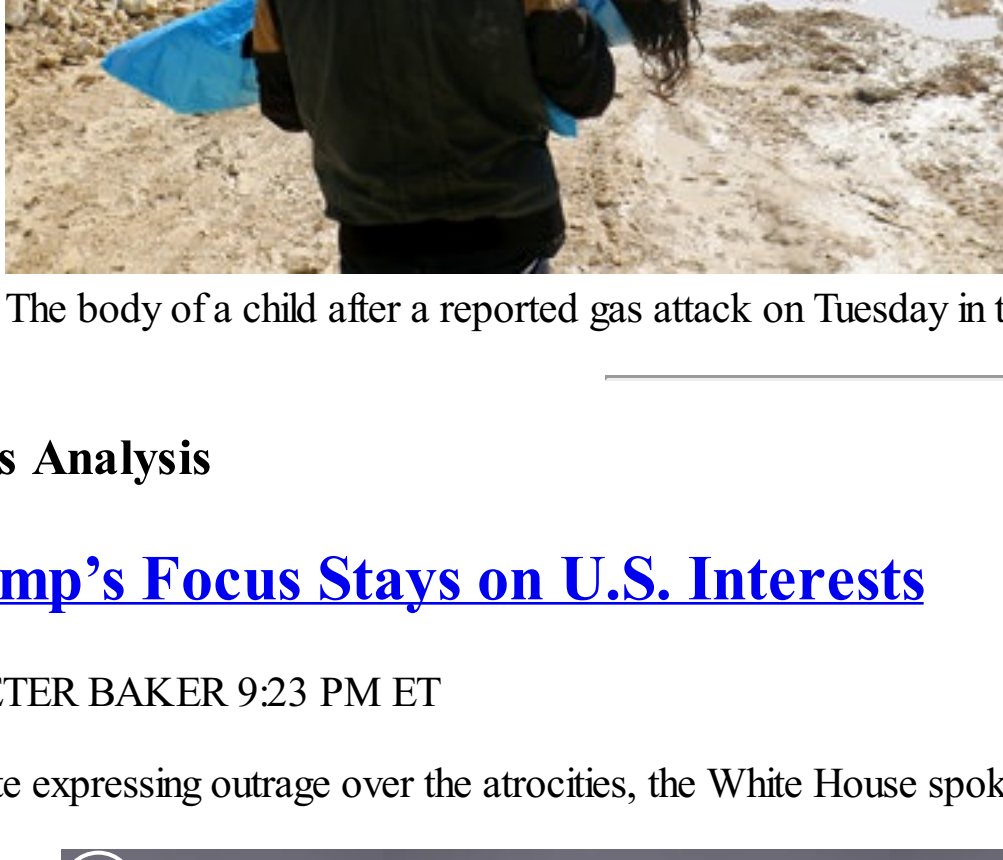 The body of a child after a reported gas attack on Tuesday in t
s Analysis
mp’s Focus Stays on U.S. Interests
TER BAKER 9:23 PM ET
te expressing outrage over the atrocities, the White House spok